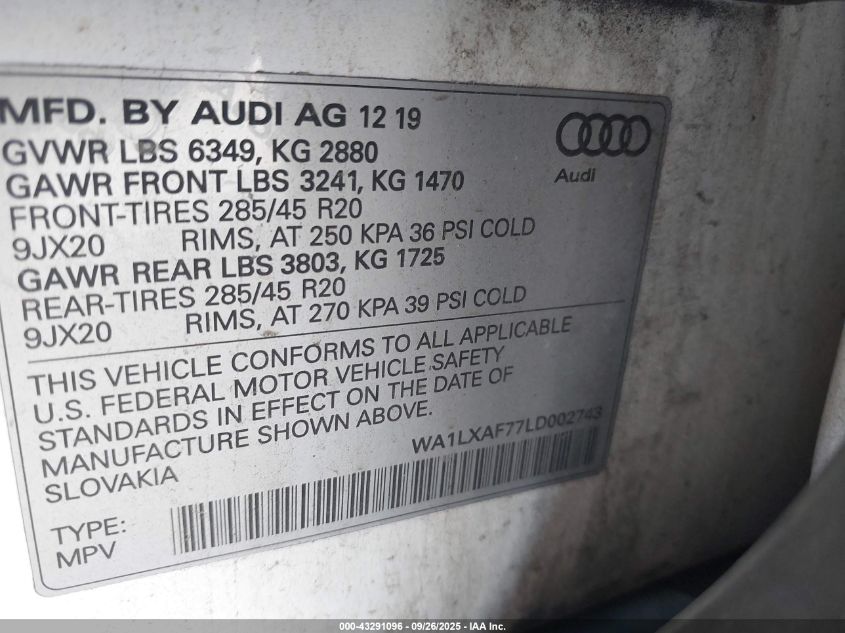 MFD. BY AUDI AG 12 19
GVWR LBS 6349, KG 2880
GAWR FRONT LBS 3241, KG 1470
FRONT-TIRES 285/45 R20
9JX20 RIMS, AT 250 KPA 36 PSI COLD
GAWR REAR LBS 3803, KG 1725
REAR-TIRES 285/45 R20
9JX20 RIMS, AT 270 KPA 39 PSI COLD
Audi
THIS VEHICLE CONFORMS TO ALL APPLICABLE
U.S. FEDERAL MOTOR VEHICLE SAFETY
STANDARDS IN EFFECT ON THE DATE OF
MANUFACTURE SHOWN ABOVE.
SLOVAKIA
WA1LXAF77LD002743
TYPE:
MPV
000-43291096 - 09/26/2025 - IAA Inc.